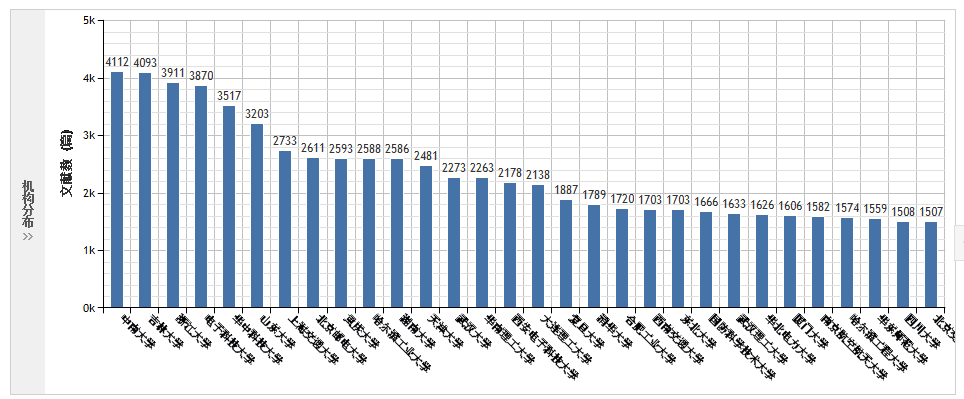 机构分布
»
文献数 (篇)
5k
4k
3k
2k
1k
0k
4112
4093
3911
3870
3517
3203
2733
2611
2593
2588
2586
2481
2273
2263
2178
2138
1887
1789
1720
1703
1703
1666
1633
1626
1606
1582
1574
1559
1508
1507
中南大学
吉林大学
浙江大学
电子科技大学
华中科技大学
山东大学
上海交通大学
北京邮电大学
重庆大学
哈尔滨工业大学
湖南大学
天津大学
武汉大学
华南理工大学
西安电子科技大学
大连理工大学
复旦大学
清华大学
合肥工业大学
西南交通大学
东北大学
国防科学技术大学
武汉理工大学
华北电力大学
厦门大学
南京航空航天大学
哈尔滨工程大学
华东师范大学
四川大学
北京交